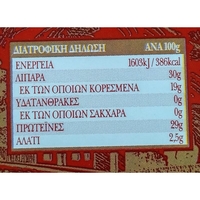 ΔΙΑΤΡΟΦΙΚΗ ΔΗΛΩΣΗ ΑΝΑ 100g
ΕΝΕΡΓΕΙΑ 1603kJ / 386kcal
ΛΙΠΑΡΑ 30g
ΕΚ ΤΩΝ ΟΠΟΙΩΝ ΚΟΡΕΣΜΕΝΑ 19g
ΥΔΑΤΑΝΘΡΑΚΕΣ 0g
ΕΚ ΤΩΝ ΟΠΟΙΩΝ ΣΑΚΧΑΡΑ 0g
ΠΡΩΤΕΪΝΕΣ 29g
ΑΛΑΤΙ 2,5g